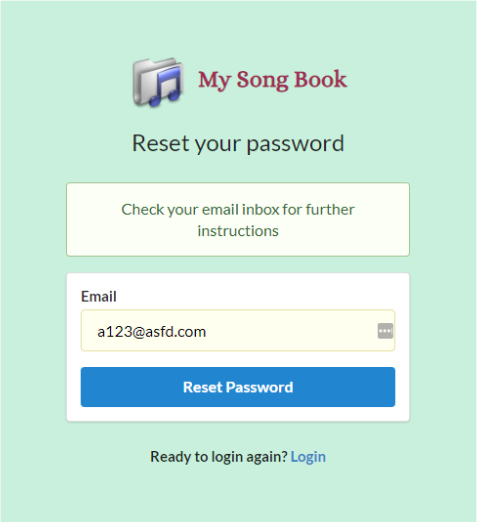 My Song Book
Reset your password
Check your email inbox for further
instructions
Email
a123@asfd.com
Reset Password
Ready to login again? Login